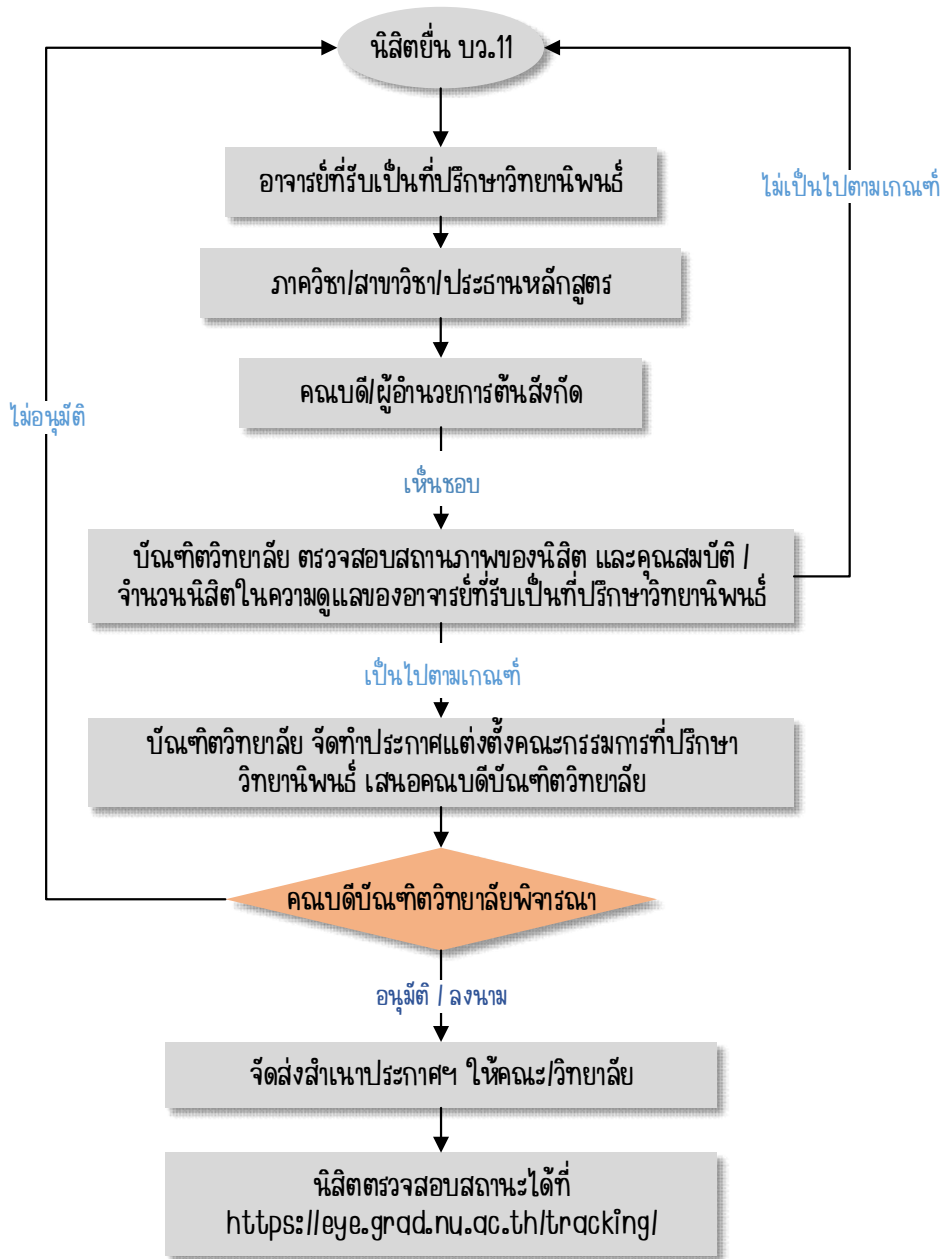 นิสิตยื่น บว.11
อาจารย์ที่รับเป็นที่ปรึกษาวิทยานิพนธ์
ไม่เป็นไปตามเกณฑ์
ภาควิชา/สาขาวิชา/ประธานหลักสูตร
คณบดี/ผู้อำนวยการต้นสังกัด
ไม่อนุมัติ
เห็นชอบ
บัณฑิตวิทยาลัย ตรวจสอบสถานภาพของนิสิต และคุณสมบัติ /
จำนวนนิสิตในความดูแลของอาจารย์ที่รับเป็นที่ปรึกษาวิทยานิพนธ์
เป็นไปตามเกณฑ์
บัณฑิตวิทยาลัย จัดทำประกาศแต่งตั้งคณะกรรมการที่ปรึกษา
วิทยานิพนธ์ เสนอคณบดีบัณฑิตวิทยาลัย
คณบดีบัณฑิตวิทยาลัยพิจารณา
อนุมัติ / ลงนาม
จัดส่งสำเนาประกาศฯ ให้คณะ/วิทยาลัย
นิสิตตรวจสอบสถานะได้ที่
https://eye.grad.nu.ac.th/tracking/